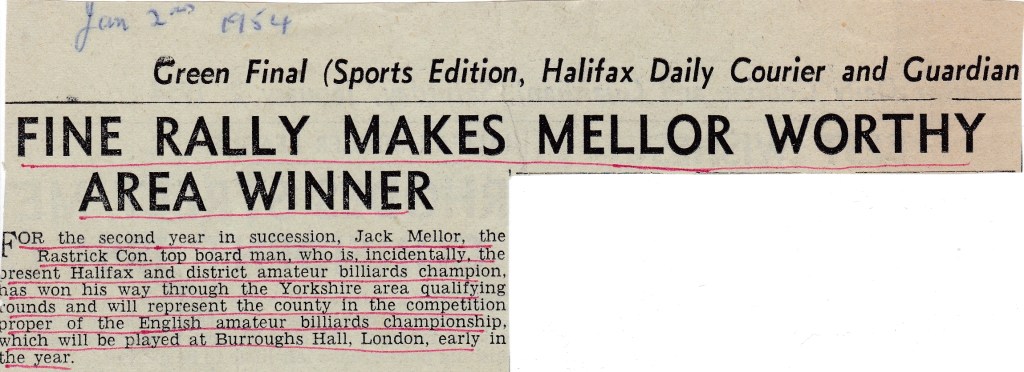 Jan 2nd 1954
Green Final (Sports Edition, Halifax Daily Courier and Guardian
FINE RALLY MAKES MELLOR WORTHY
AREA WINNER
FOR the second year in succession, Jack Mellor, the
Rastrick Con. top board man, who is, incidentally, the
present Halifax and district amateur billiards champion,
has won his way through the Yorkshire area qualifying
rounds and will represent the county in the competition
proper of the English amateur billiards championship,
which will be played at Burroughs Hall, London, early in
the year.